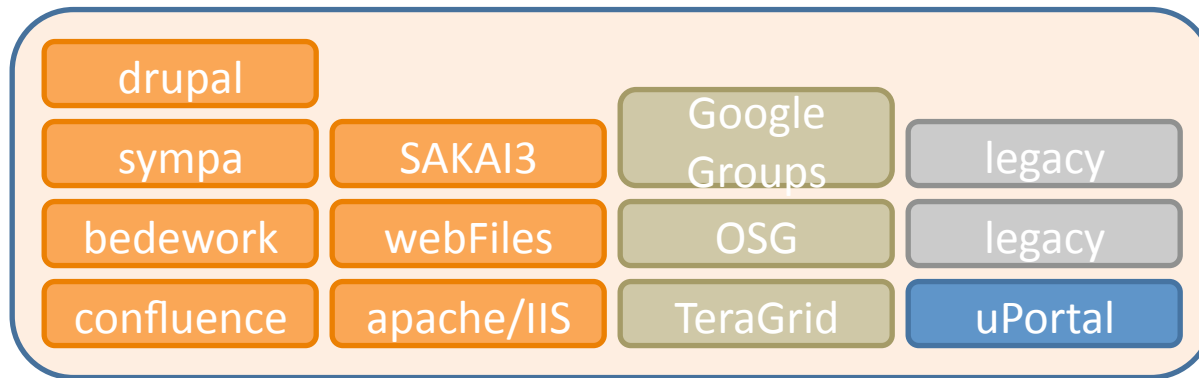 drupal
sympa
bedework
confluence
SAKAI3
webFiles
apache/IIS
Google
Groups
OSG
TeraGrid
legacy
legacy
uPortal